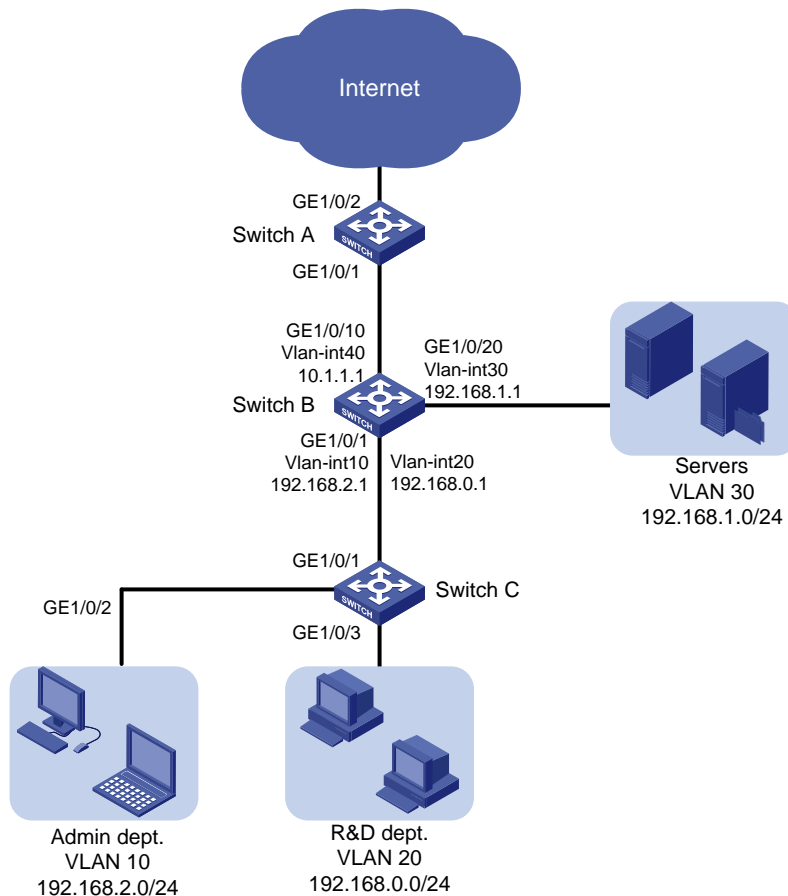 Internet
GE1/0/2
Switch A
SWITCH
GE1/0/1
GE1/0/10
Vlan-int40
10.1.1.1
GE1/0/20
Vlan-int30
192.168.1.1
Switch B
SWITCH
GE1/0/1
Vlan-int10
192.168.2.1
Vlan-int20
192.168.0.1
Servers
VLAN 30
192.168.1.0/24
GE1/0/1
Switch C
SWITCH
GE1/0/2
GE1/0/3
Admin dept.
VLAN 10
192.168.2.0/24
R&D dept.
VLAN 20
192.168.0.0/24